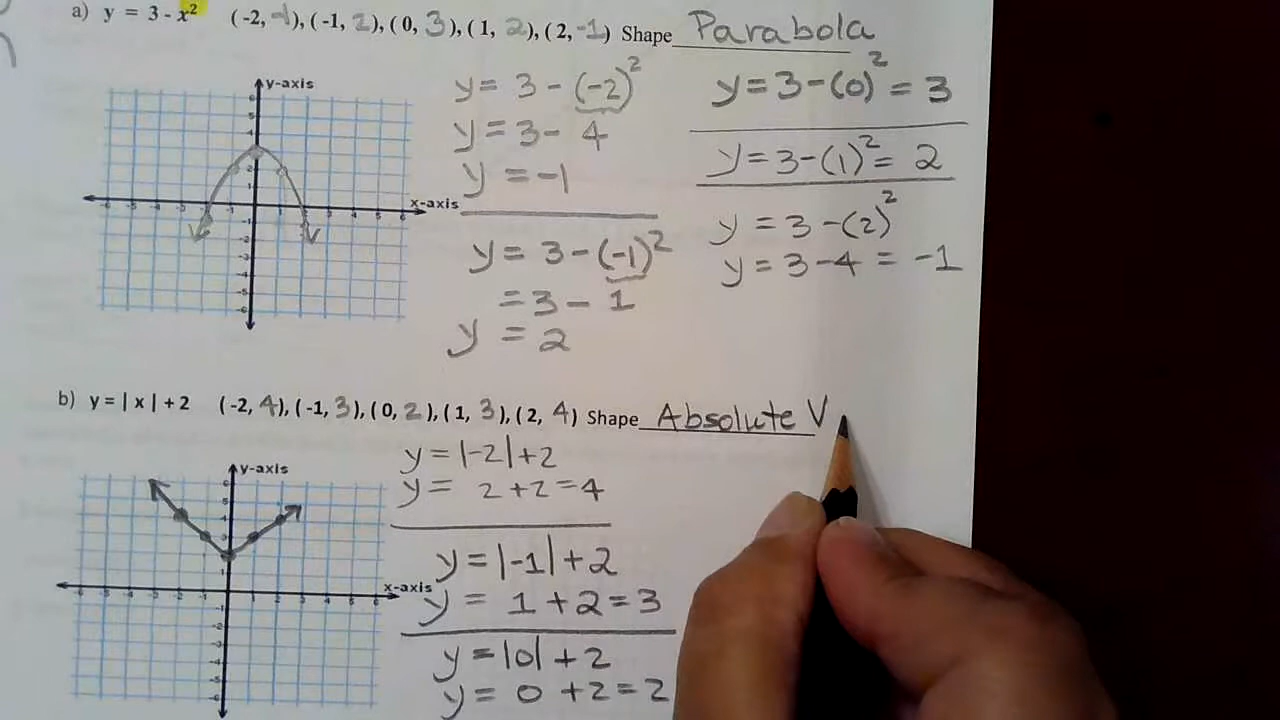 a) y = 3 - x² (-2, -1), (-1, 2), (0, 3), (1, 2), (2, -1) Shape Parabola
y-axis
x-axis
y = 3 - (-2)²
y = 3 - 4
y = -1
y = 3 - (-1)²
= 3 - 1
y = 2
y = 3 - (0)² = 3
y = 3 - (1)² = 2
y = 3 - (2)²
y = 3 - 4 = -1
b) y = | x | + 2 (-2, 4), (-1, 3), (0, 2), (1, 3), (2, 4) Shape Absolute V
y-axis
x-axis
y = |-2| + 2
y = 2 + 2 = 4
y = |-1| + 2
y = 1 + 2 = 3
y = |0| + 2
y = 0 + 2 = 2